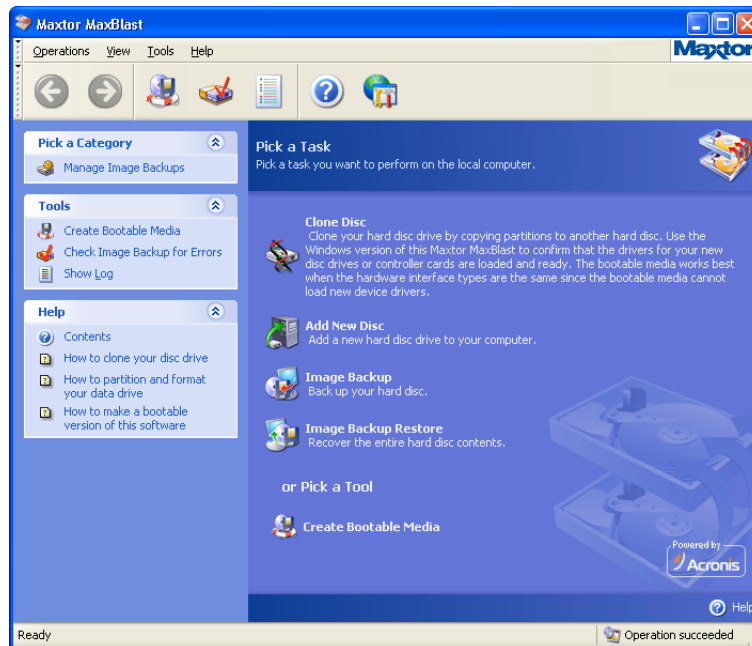 Maxtor MaxBlast
Operations View Tools Help
Maxtor
Pick a Category
Manage Image Backups
Tools
Create Bootable Media
Check Image Backup for Errors
Show Log
Help
Contents
How to clone your disc drive
How to partition and format
your data drive
How to make a bootable
version of this software
Pick a Task
Pick a task you want to perform on the local computer.
Clone Disc
Clone your hard disc drive by copying partitions to another hard disc. Use the
Windows version of this Maxtor MaxBlast to confirm that the drivers for your new
disc drives or controller cards are loaded and ready. The bootable media works best
when the hardware interface types are the same since the bootable media cannot
load new device drivers.
Add New Disc
Add a new hard disc drive to your computer.
Image Backup
Back up your hard disc.
Image Backup Restore
Recover the entire hard disc contents.
or Pick a Tool
Create Bootable Media
Powered by
Acronis
Help
Ready
Operation succeeded